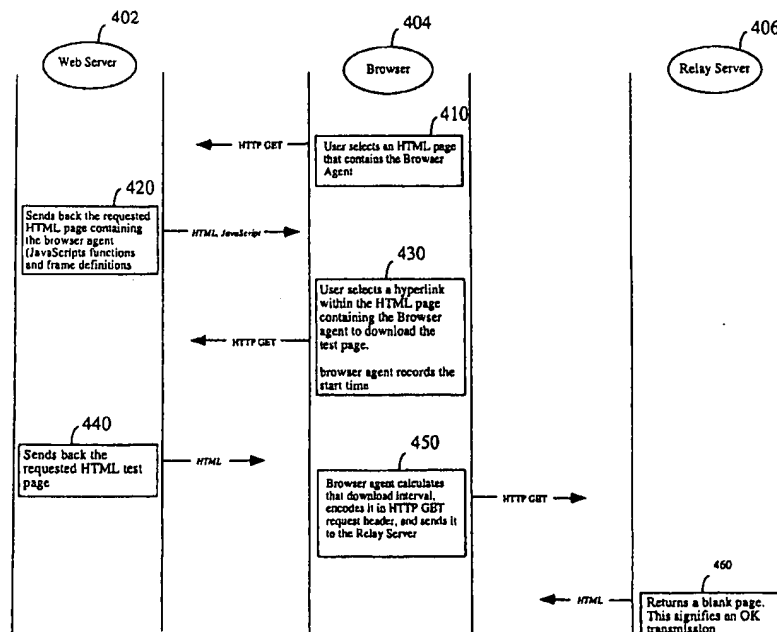 402
404
406
Web Server
Browser
Relay Server
410
HTTP GET
User selects an HTML page
that contains the Browser
Agent
420
Sends back the requested
HTML page containing
the browser agent
(JavaScripts functions
and frame definitions
HTML, JavaScript
430
User selects a hyperlink
within the HTML page
containing the Browser
agent to download the
test page.
browser agent records the
start time
HTTP GET
440
Sends back the
requested HTML test
page
HTML
450
Browser agent calculates
that download interval,
encodes it in HTTP GET
request header, and sends it
to the Relay Server
HTTP GET
460
HTML
Returns a blank page.
This signifies an OK
transmission